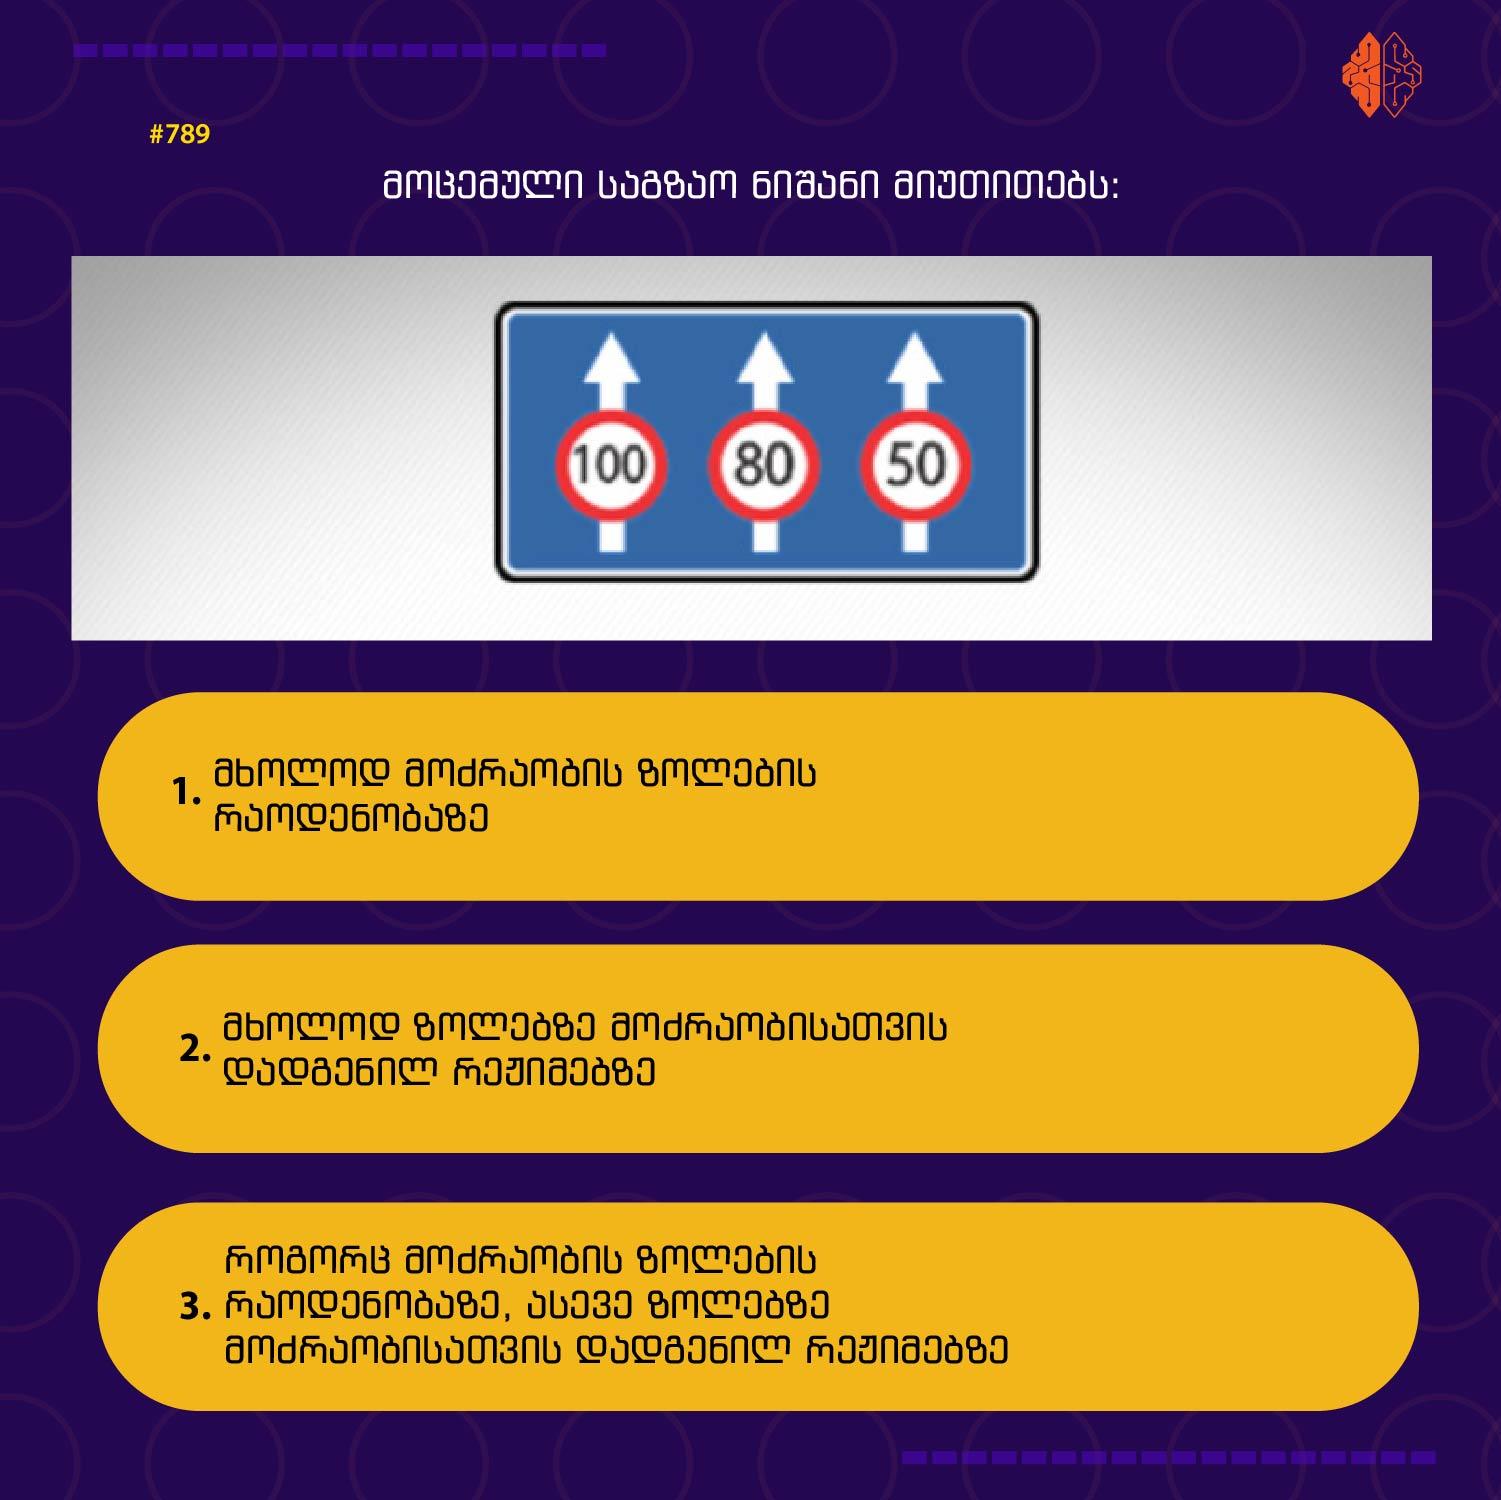 #789
მოცემული საგზაო ნიშანი მიუთითებს:
100 80 50
1. მხოლოდ მოძრაობის ზოლების
რაოდენობაზე
2. მხოლოდ ზოლებზე მოძრაობისათვის
დადგენილ რეჟიმებზე
როგორც მოძრაობის ზოლების
3. რაოდენობაზე, ასევე ზოლებზე
მოძრაობისათვის დადგენილ რეჟიმებზე